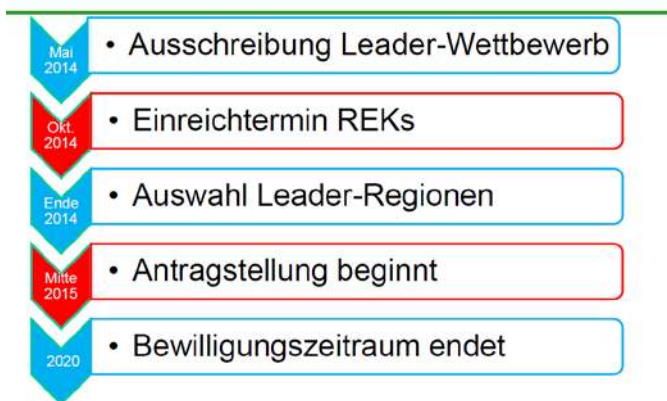 Mai
2014
• Ausschreibung Leader-Wettbewerb
Okt.
2014
• Einreichtermin REKs
Ende
2014
• Auswahl Leader-Regionen
Mitte
2015
• Antragstellung beginnt
2020
• Bewilligungszeitraum endet